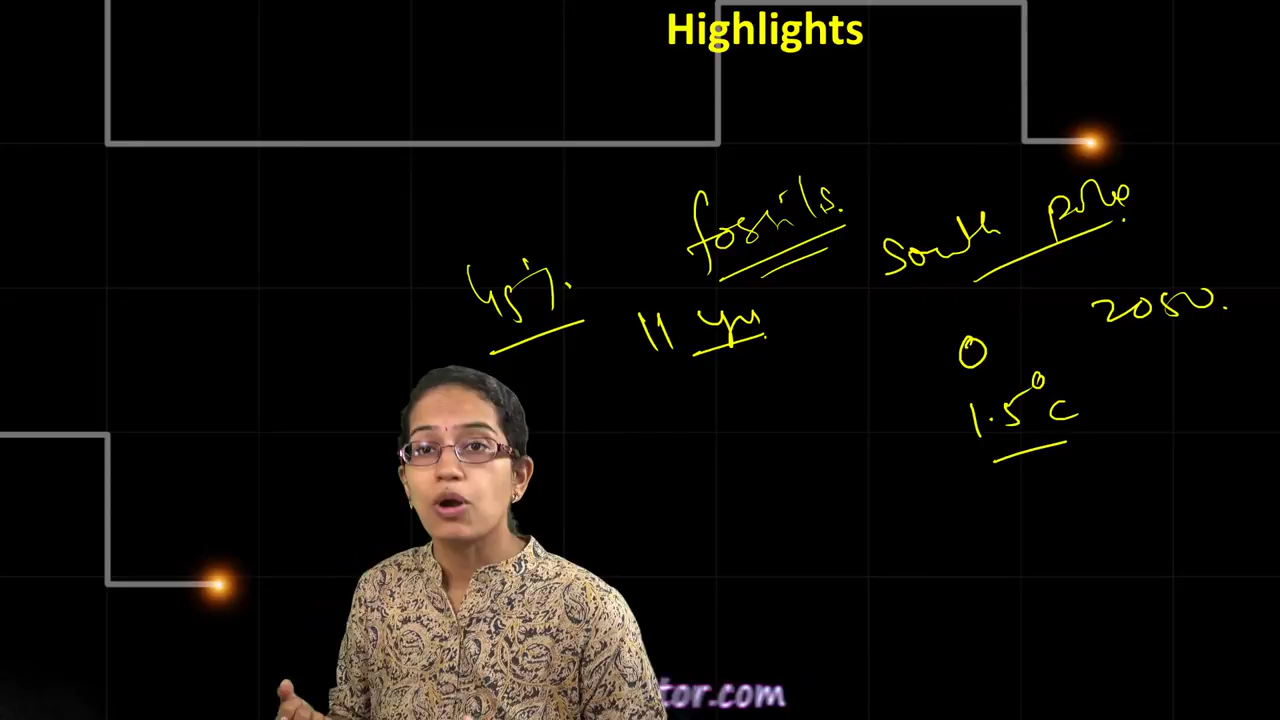 Highlights
fossils.
south pole.
45%.
11 yrs
2050.
0
1.5°C
tor.com